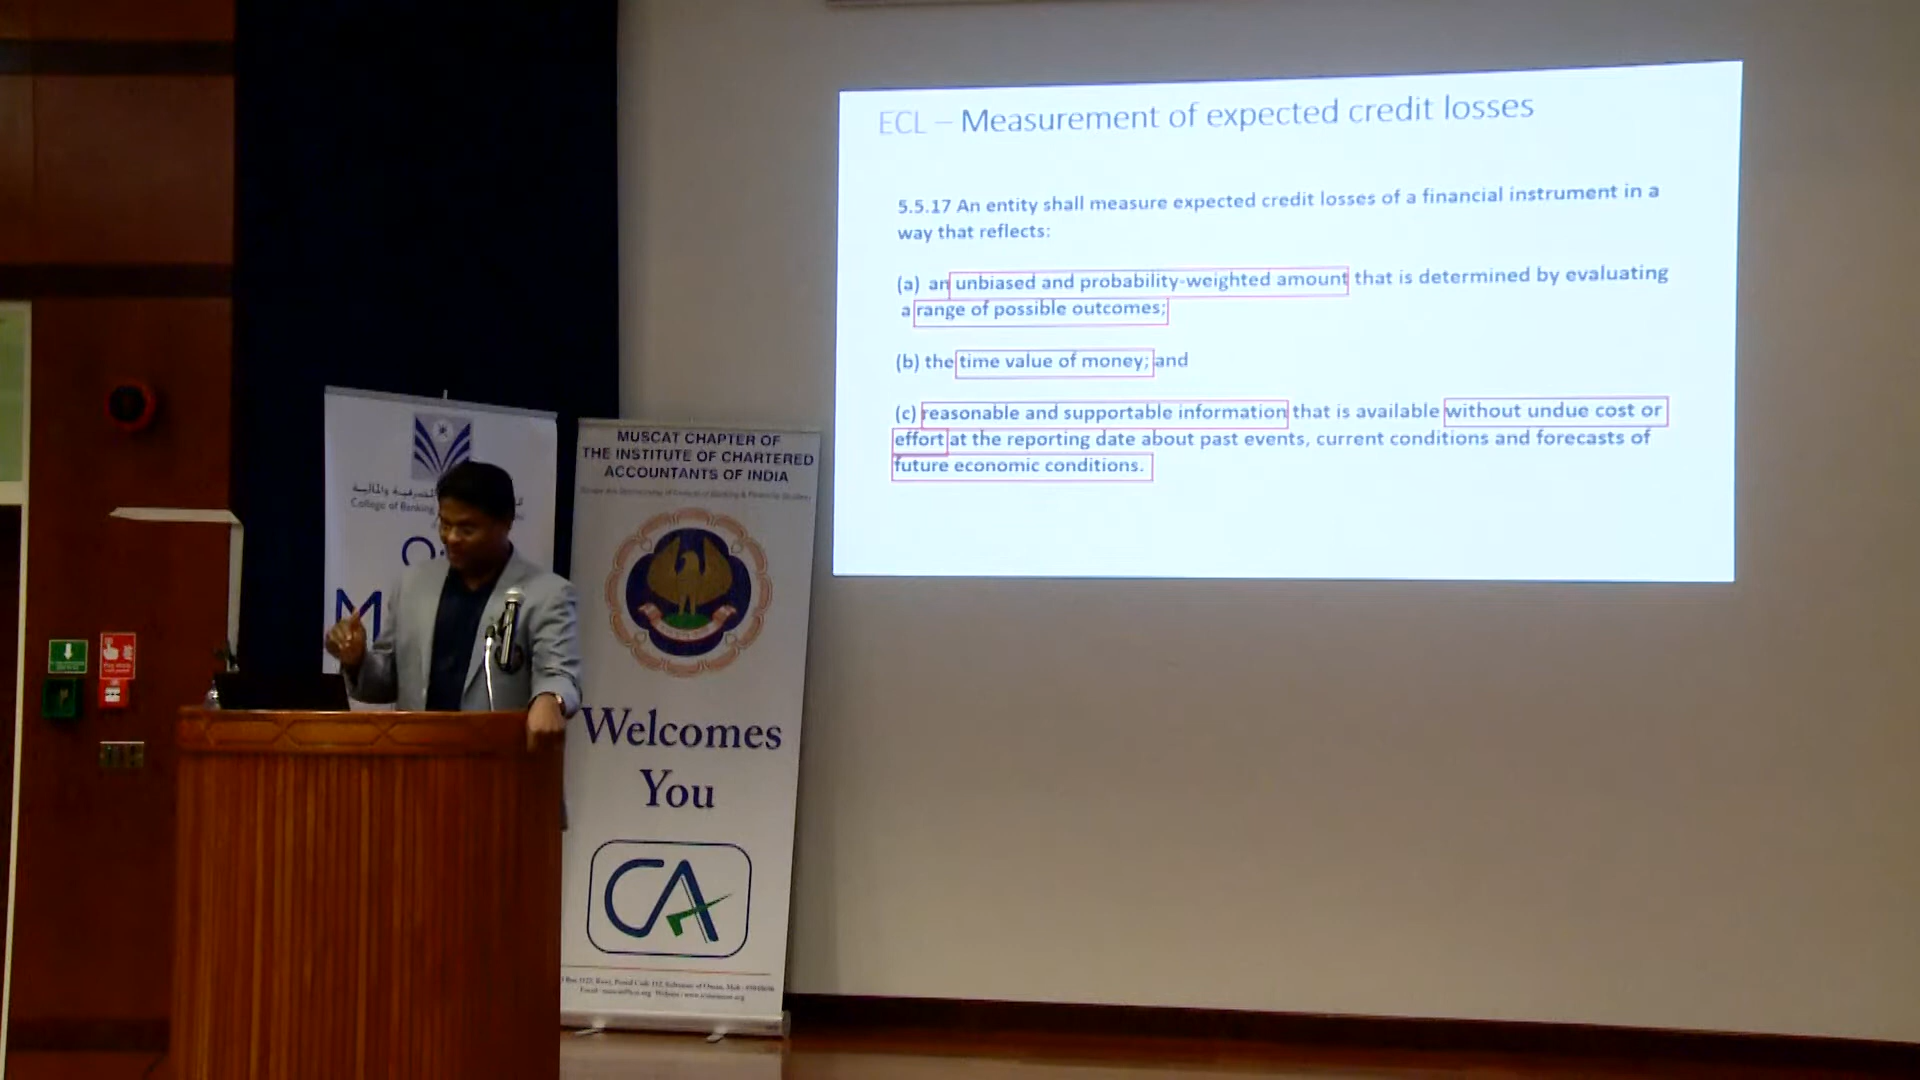 ECL – Measurement of expected credit losses
5.5.17 An entity shall measure expected credit losses of a financial instrument in a
way that reflects:
(a) an unbiased and probability-weighted amount that is determined by evaluating
a range of possible outcomes;
(b) the time value of money; and
(c) reasonable and supportable information that is available without undue cost or
effort at the reporting date about past events, current conditions and forecasts of
future economic conditions.
MUSCAT CHAPTER OF
THE INSTITUTE OF CHARTERED
ACCOUNTANTS OF INDIA
Welcomes
You
CA
College of Banking
M